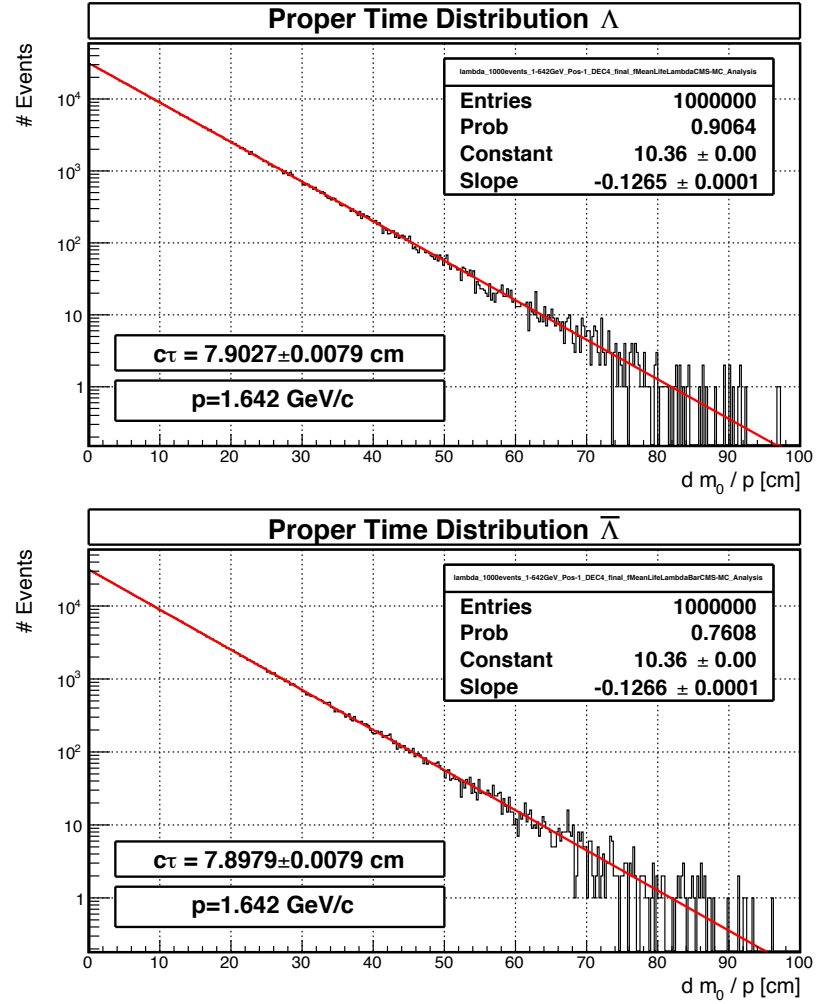 Proper Time Distribution Λ
# Events
lambda_1000events_1-642GeV_Pos-1_DEC4_final_fMeanLifeLambdaCMS-MC_Analysis
Entries 1000000
Prob 0.9064
Constant 10.36 ± 0.00
Slope -0.1265 ± 0.0001
10⁴
10³
10²
10
1
cτ = 7.9027±0.0079 cm
p=1.642 GeV/c
0 10 20 30 40 50 60 70 80 90 100
d m₀ / p [cm]
Proper Time Distribution Λ̅
# Events
lambda_1000events_1-642GeV_Pos-1_DEC4_final_fMeanLifeLambdaBarCMS-MC_Analysis
Entries 1000000
Prob 0.7608
Constant 10.36 ± 0.00
Slope -0.1266 ± 0.0001
10⁴
10³
10²
10
1
cτ = 7.8979±0.0079 cm
p=1.642 GeV/c
0 10 20 30 40 50 60 70 80 90 100
d m₀ / p [cm]